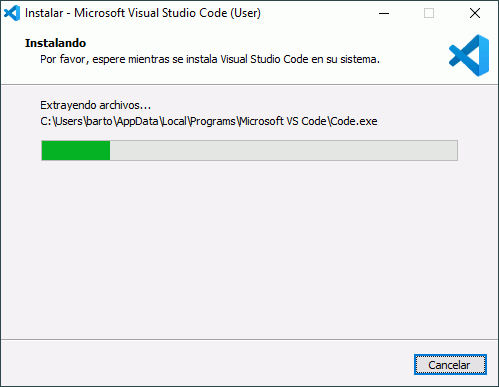 Instalar - Microsoft Visual Studio Code (User)
Instalando
Por favor, espere mientras se instala Visual Studio Code en su sistema.
Extrayendo archivos...
C:\Users\barto\AppData\Local\Programs\Microsoft VS Code\Code.exe
Cancelar